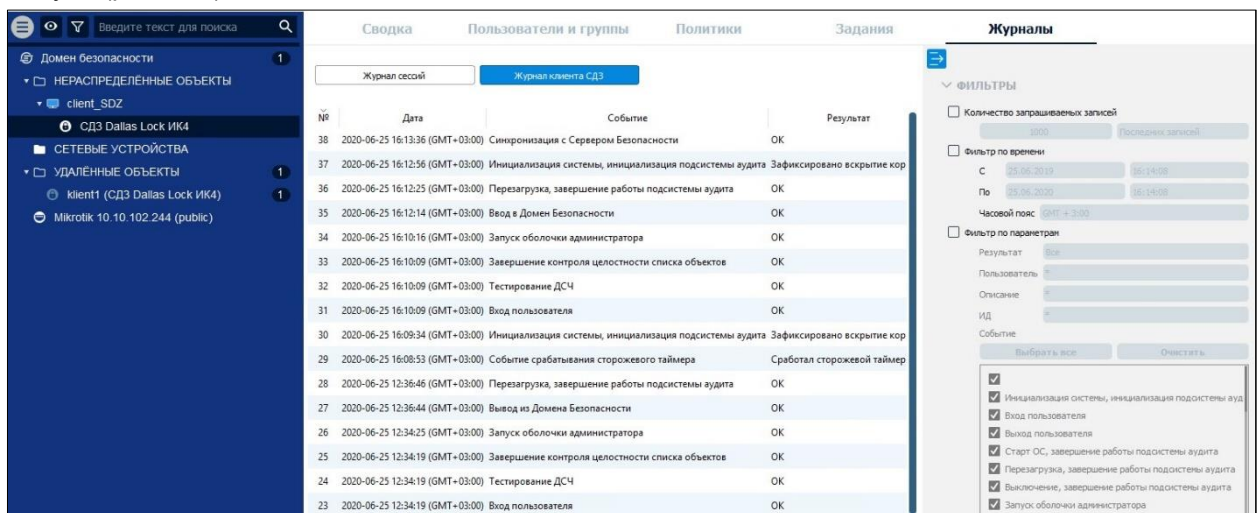 Введите текст для поиска
Сводка Пользователи и группы Политики Задания Журналы
Домен безопасности 1
НЕРАСПРЕДЕЛЁННЫЕ ОБЪЕКТЫ
client_SDZ
СДЗ Dallas Lock ИК4
СЕТЕВЫЕ УСТРОЙСТВА
УДАЛЁННЫЕ ОБЪЕКТЫ 1
klient1 (СДЗ Dallas Lock ИК4) 1
Mikrotik 10.10.102.244 (public)
Журнал сессий Журнал клиента СДЗ
№ Дата Событие Результат
38 2020-06-25 16:13:36 (GMT+03:00) Синхронизация с Сервером Безопасности OK
37 2020-06-25 16:12:56 (GMT+03:00) Инициализация системы, инициализация подсистемы аудита Зафиксировано вскрытие кор
36 2020-06-25 16:12:25 (GMT+03:00) Перезагрузка, завершение работы подсистемы аудита OK
35 2020-06-25 16:12:14 (GMT+03:00) Ввод в Домен Безопасности OK
34 2020-06-25 16:10:16 (GMT+03:00) Запуск оболочки администратора OK
33 2020-06-25 16:10:09 (GMT+03:00) Завершение контроля целостности списка объектов OK
32 2020-06-25 16:10:09 (GMT+03:00) Тестирование ДСЧ OK
31 2020-06-25 16:10:09 (GMT+03:00) Вход пользователя OK
30 2020-06-25 16:09:34 (GMT+03:00) Инициализация системы, инициализация подсистемы аудита Зафиксировано вскрытие кор
29 2020-06-25 16:08:53 (GMT+03:00) Событие срабатывания сторожевого таймера Сработал сторожевой таймер
28 2020-06-25 12:36:46 (GMT+03:00) Перезагрузка, завершение работы подсистемы аудита OK
27 2020-06-25 12:36:44 (GMT+03:00) Вывод из Домена Безопасности OK
26 2020-06-25 12:34:25 (GMT+03:00) Запуск оболочки администратора OK
25 2020-06-25 12:34:19 (GMT+03:00) Завершение контроля целостности списка объектов OK
24 2020-06-25 12:34:19 (GMT+03:00) Тестирование ДСЧ OK
23 2020-06-25 12:34:19 (GMT+03:00) Вход пользователя OK
ФИЛЬТРЫ
Количество запрашиваемых записей
1000 Последних записей
Фильтр по времени
С 25.06.2019 16:14:08
По 25.06.2020 16:14:08
Часовой пояс GMT + 3:00
Фильтр по параметрам
Результат Все
Пользователь *
Описание *
ИД *
Событие
Выбрать все Очистить
Инициализация системы, инициализация подсистемы ауд
Вход пользователя
Выход пользователя
Старт ОС, завершение работы подсистемы аудита
Перезагрузка, завершение работы подсистемы аудита
Выключение, завершение работы подсистемы аудита
Запуск оболочки администратора